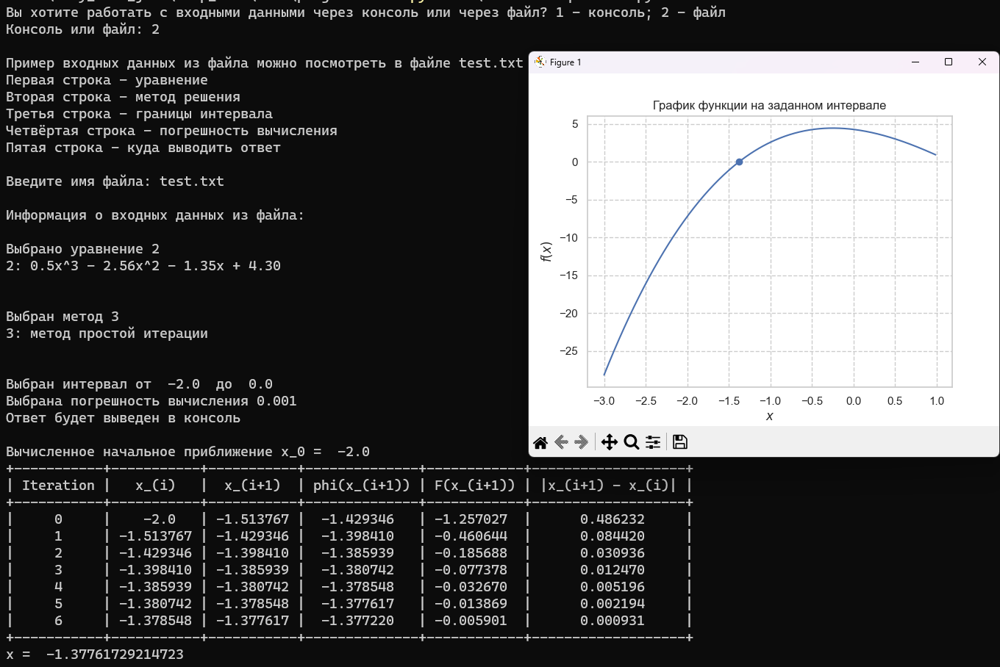 Вы хотите работать с входными данными через консоль или через файл? 1 - консоль; 2 - файл
Консоль или файл: 2
Пример входных данных из файла можно посмотреть в файле test.txt
Первая строка - уравнение
Вторая строка - метод решения
Третья строка - границы интервала
Четвёртая строка - погрешность вычисления
Пятая строка - куда выводить ответ
Введите имя файла: test.txt
Информация о входных данных из файла:
Выбрано уравнение 2
2: 0.5x^3 - 2.56x^2 - 1.35x + 4.30
Выбран метод 3
3: метод простой итерации
Выбран интервал от  -2.0  до  0.0
Выбрана погрешность вычисления 0.001
Ответ будет выведен в консоль
Вычисленное начальное приближение x_0 =  -2.0
+-----------+-----------+-----------+--------------+------------+-------------------+
| Iteration |   x_(i)   |  x_(i+1)  | phi(x_(i+1)) | F(x_(i+1)) | |x_(i+1) - x_(i)| |
+-----------+-----------+-----------+--------------+------------+-------------------+
|     0     |    -2.0   | -1.513767 |  -1.429346   | -1.257027  |      0.486232     |
|     1     | -1.513767 | -1.429346 |  -1.398410   | -0.460644  |      0.084420     |
|     2     | -1.429346 | -1.398410 |  -1.385939   | -0.185688  |      0.030936     |
|     3     | -1.398410 | -1.385939 |  -1.380742   | -0.077378  |      0.012470     |
|     4     | -1.385939 | -1.380742 |  -1.378548   | -0.032670  |      0.005196     |
|     5     | -1.380742 | -1.378548 |  -1.377617   | -0.013869  |      0.002194     |
|     6     | -1.378548 | -1.377617 |  -1.377220   | -0.005901  |      0.000931     |
+-----------+-----------+-----------+--------------+------------+-------------------+
x =  -1.37761729214723
Figure 1
График функции на заданном интервале
5
0
−5
−10
−15
−20
−25
f(x)
−3.0 −2.5 −2.0 −1.5 −1.0 −0.5 0.0 0.5 1.0
x